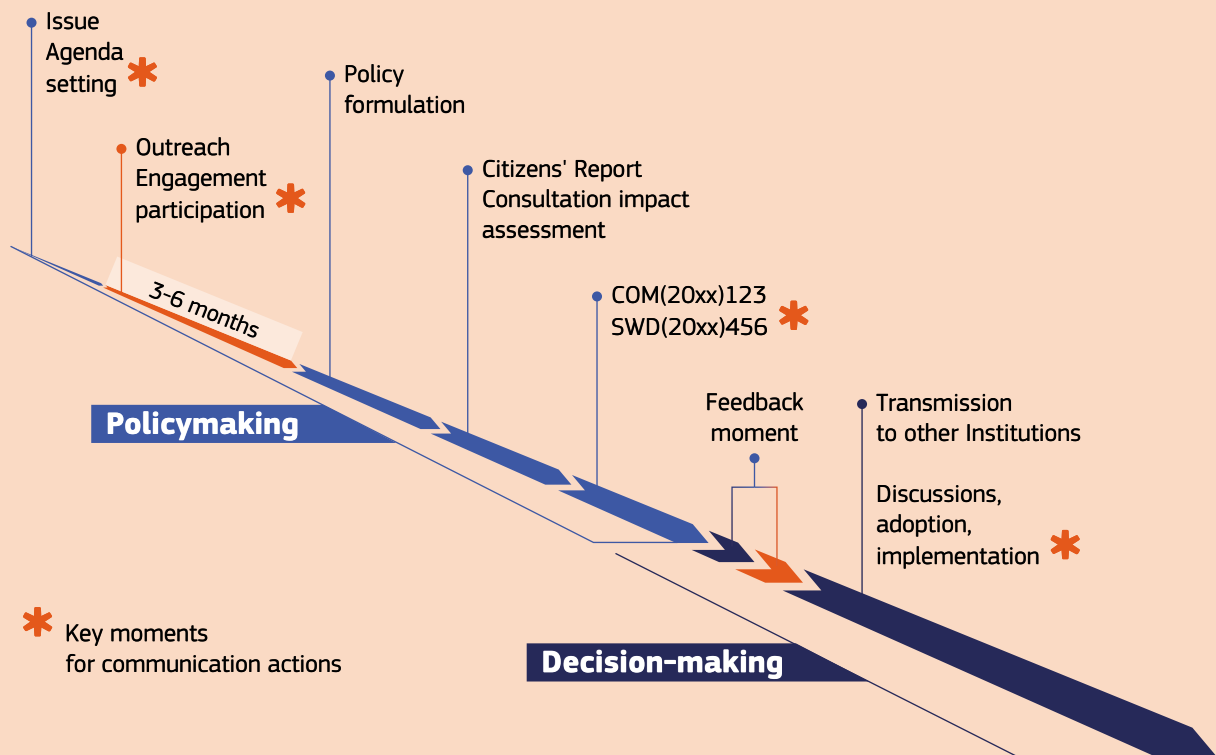 Issue
Agenda
setting *
Outreach
Engagement
participation *
3-6 months
Policy
formulation
Citizens' Report
Consultation impact
assessment
COM(20xx)123
SWD(20xx)456 *
Feedback
moment
Transmission
to other Institutions
Discussions,
adoption,
implementation *
Policymaking
Decision-making
* Key moments
for communication actions